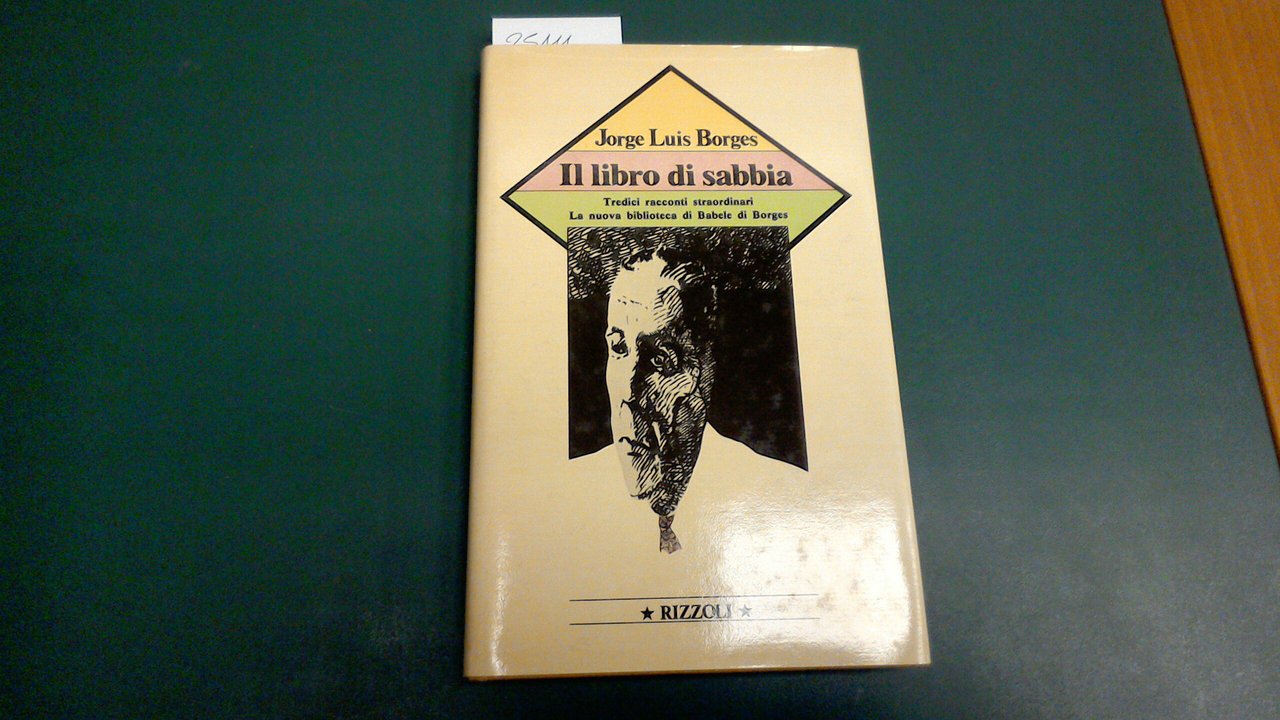 Jorge Luis Borges
Il libro di sabbia
Tredici racconti straordinari
La nuova biblioteca di Babele di Borges
★ RIZZOLI ★